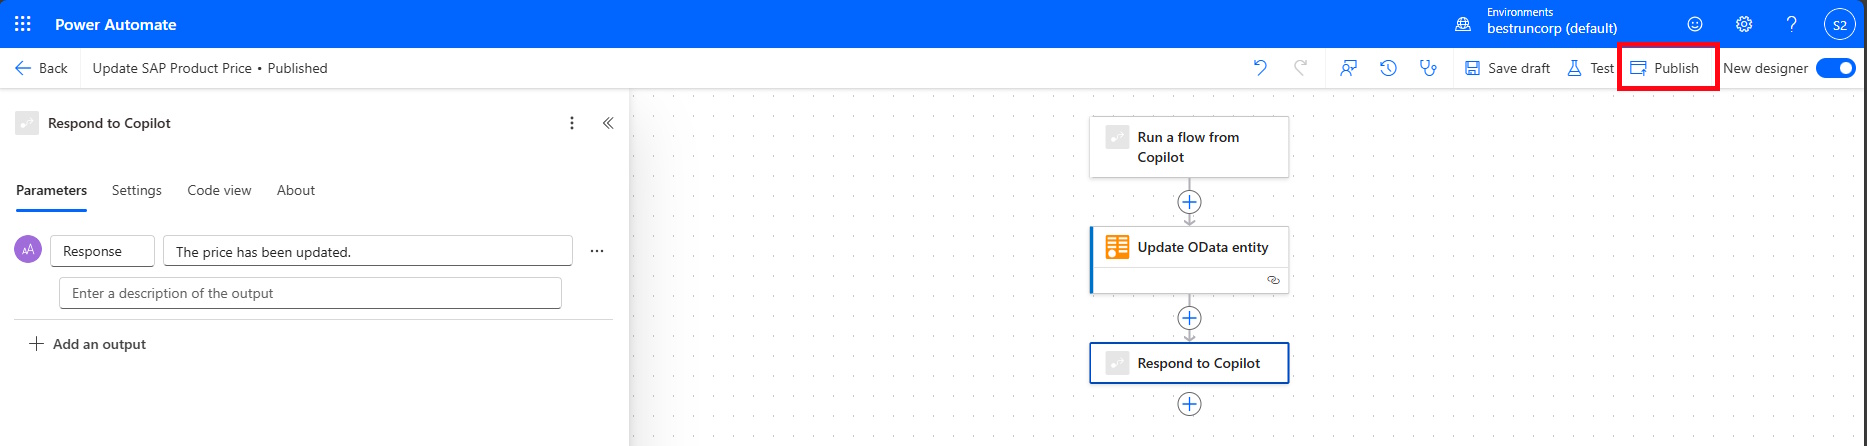 Power Automate
Environments
bestruncorp (default)
?
S2
Back
Update SAP Product Price • Published
Save draft
Test
Publish
New designer
Respond to Copilot
Parameters
Settings
Code view
About
AA
Response
The price has been updated.
...
Enter a description of the output
Add an output
Run a flow from
Copilot
Update OData entity
Respond to Copilot